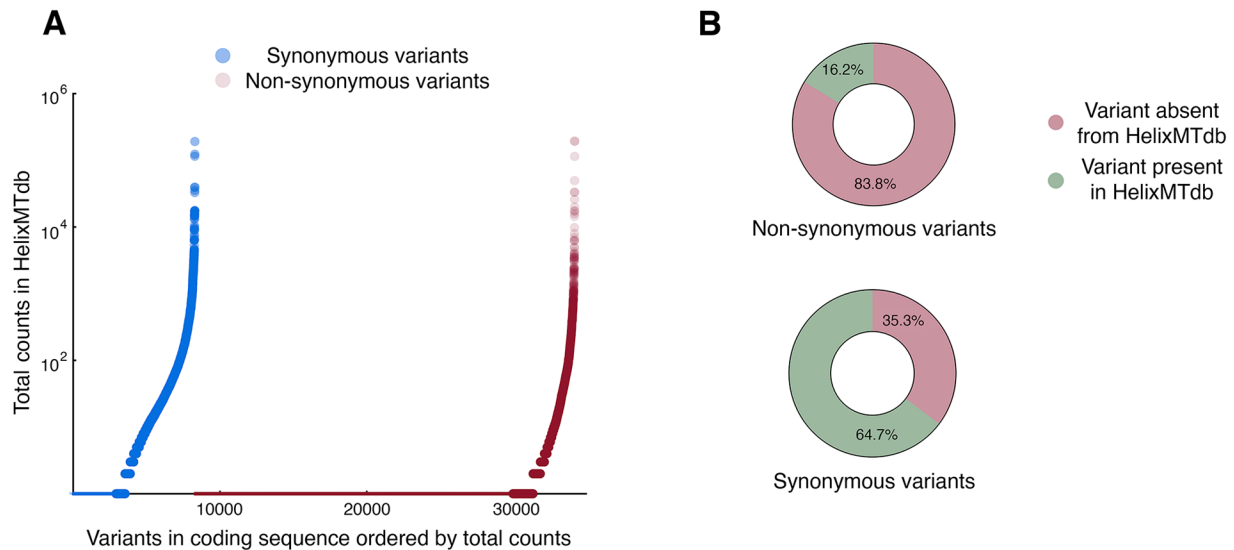 A
Synonymous variants
Non-synonymous variants
10^6
10^4
10^2
Total counts in HelixMTdb
10000
20000
30000
Variants in coding sequence ordered by total counts
B
16.2%
83.8%
Non-synonymous variants
Variant absent
from HelixMTdb
Variant present
in HelixMTdb
35.3%
64.7%
Synonymous variants